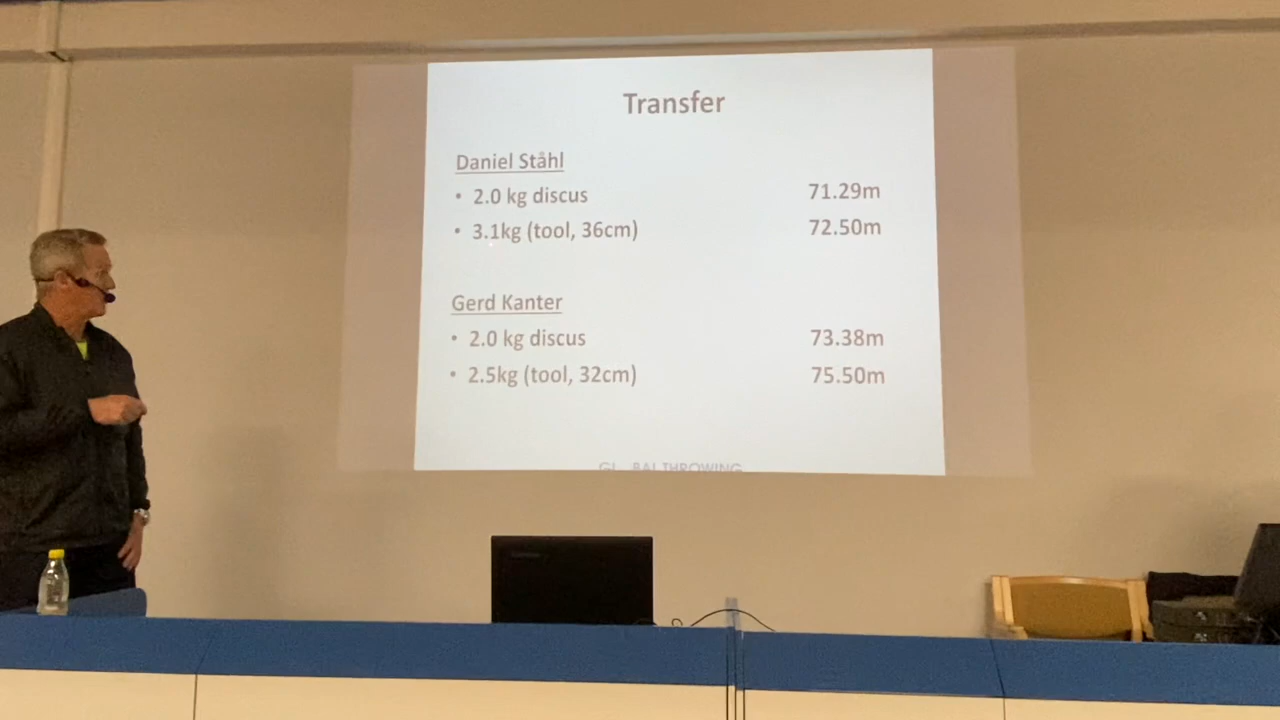 Transfer
Daniel Ståhl
• 2.0 kg discus 71.29m
• 3.1kg (tool, 36cm) 72.50m
Gerd Kanter
• 2.0 kg discus 73.38m
• 2.5kg (tool, 32cm) 75.50m
THROWING